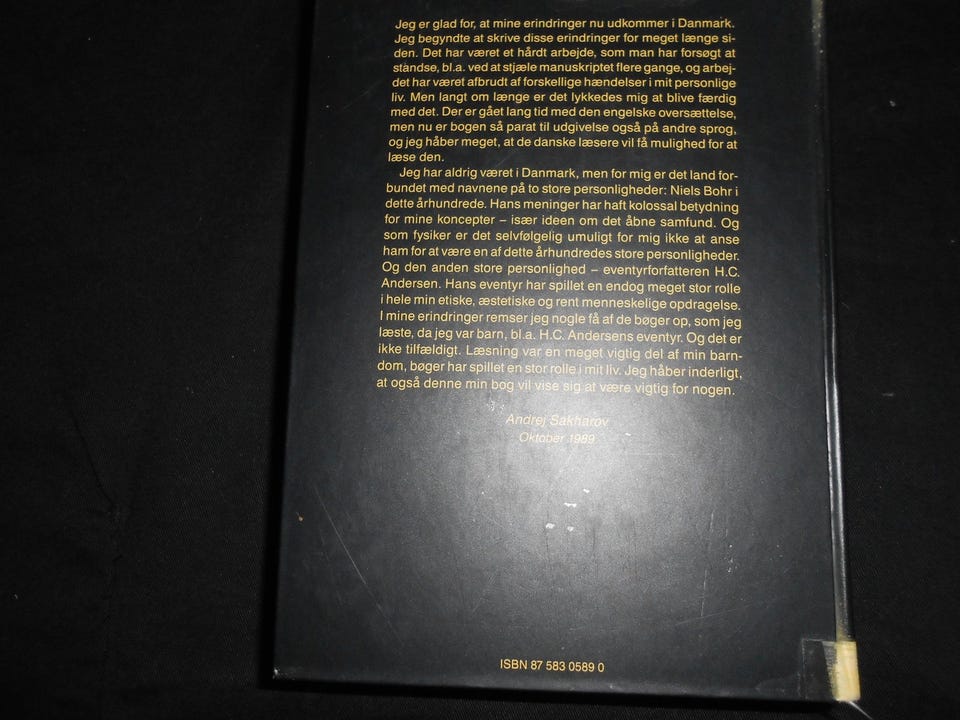 Jeg er glad for, at mine erindringer nu udkommer i Danmark.
Jeg begyndte at skrive disse erindringer for meget længe si-
den. Det har været et hårdt arbejde, som man har forsøgt at
standse, bl.a. ved at stjæle manuskriptet flere gange, og arbej-
det har været afbrudt af forskellige hændelser i mit personlige
liv. Men langt om længe er det lykkedes mig at blive færdig
med det. Der er gået lang tid med den engelske oversættelse,
men nu er bogen så parat til udgivelse også på andre sprog,
og jeg håber meget, at de danske læsere vil få mulighed for at
læse den.
Jeg har aldrig været i Danmark, men for mig er det land for-
bundet med navnene på to store personligheder: Niels Bohr i
dette århundrede. Hans meninger har haft kolossal betydning
for mine koncepter – især ideen om det åbne samfund. Og
som fysiker er det selvfølgelig umuligt for mig ikke at anse
ham for at være en af dette århundredes store personligheder.
Og den anden store personlighed – eventyrforfatteren H.C.
Andersen. Hans eventyr har spillet en endog meget stor rolle
i hele min etiske, æstetiske og rent menneskelige opdragelse.
I mine erindringer remser jeg nogle få af de bøger op, som jeg
læste, da jeg var barn, bl.a. H.C. Andersens eventyr. Og det er
ikke tilfældigt. Læsning var en meget vigtig del af min barn-
dom, bøger har spillet en stor rolle i mit liv. Jeg håber inderligt,
at også denne min bog vil vise sig at være vigtig for nogen.
Andrej Sakharov
Oktober 1989
ISBN 87 583 0589 0